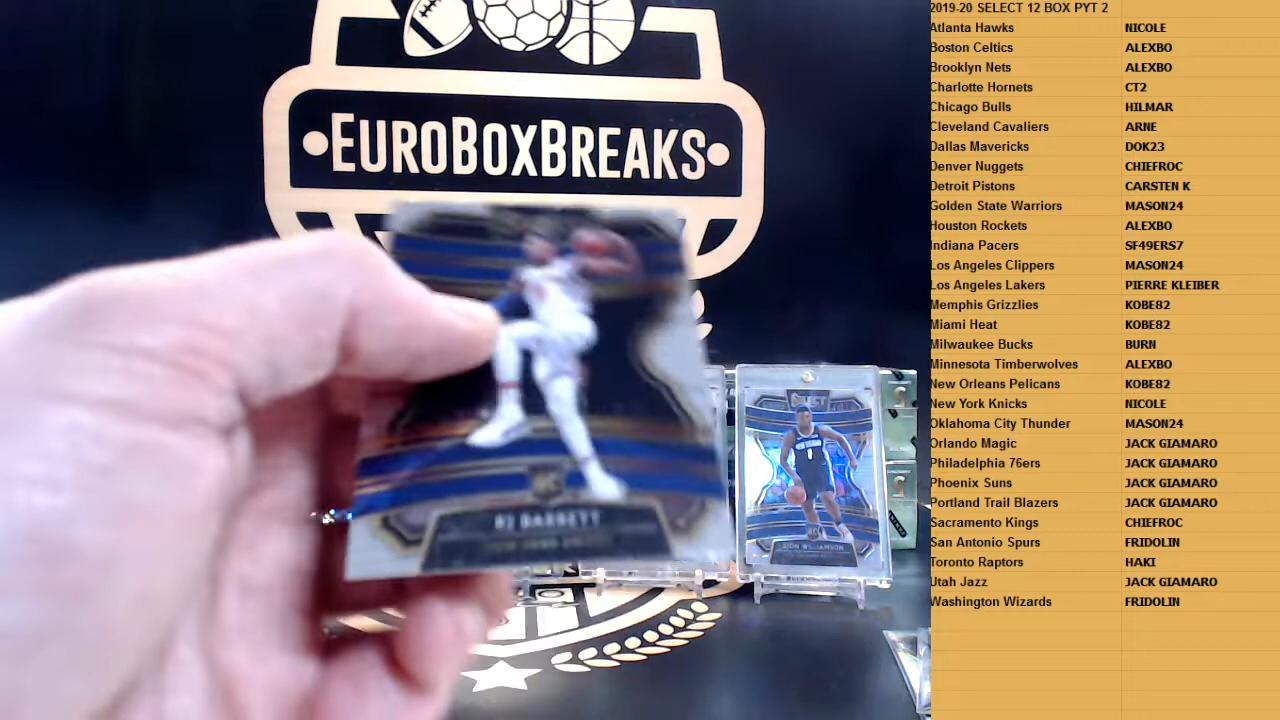 EUROBOXBREAKS
RJ BARRETT
SELECT
ZION WILLIAMSON
2019-20 SELECT 12 BOX PYT 2
Atlanta Hawks NICOLE
Boston Celtics ALEXBO
Brooklyn Nets ALEXBO
Charlotte Hornets CT2
Chicago Bulls HILMAR
Cleveland Cavaliers ARNE
Dallas Mavericks DOK23
Denver Nuggets CHIEFROC
Detroit Pistons CARSTEN K
Golden State Warriors MASON24
Houston Rockets ALEXBO
Indiana Pacers SF49ERS7
Los Angeles Clippers MASON24
Los Angeles Lakers PIERRE KLEIBER
Memphis Grizzlies KOBE82
Miami Heat KOBE82
Milwaukee Bucks BURN
Minnesota Timberwolves ALEXBO
New Orleans Pelicans KOBE82
New York Knicks NICOLE
Oklahoma City Thunder MASON24
Orlando Magic JACK GIAMARO
Philadelphia 76ers JACK GIAMARO
Phoenix Suns JACK GIAMARO
Portland Trail Blazers JACK GIAMARO
Sacramento Kings CHIEFROC
San Antonio Spurs FRIDOLIN
Toronto Raptors HAKI
Utah Jazz JACK GIAMARO
Washington Wizards FRIDOLIN